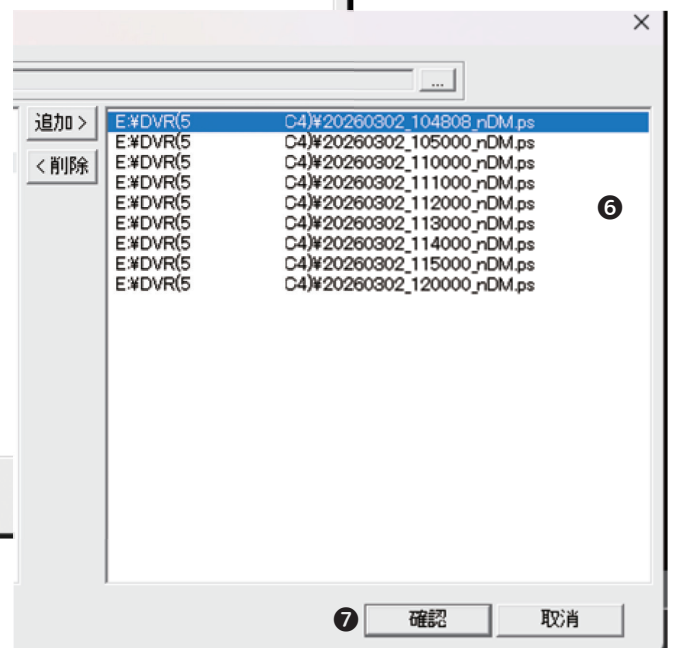 ...
追加 >
< 削除
E:¥DVR(5 C4)¥20260302_104808_nDM.ps
E:¥DVR(5 C4)¥20260302_105000_nDM.ps
E:¥DVR(5 C4)¥20260302_110000_nDM.ps
E:¥DVR(5 C4)¥20260302_111000_nDM.ps
E:¥DVR(5 C4)¥20260302_112000_nDM.ps
E:¥DVR(5 C4)¥20260302_113000_nDM.ps
E:¥DVR(5 C4)¥20260302_114000_nDM.ps
E:¥DVR(5 C4)¥20260302_115000_nDM.ps
E:¥DVR(5 C4)¥20260302_120000_nDM.ps
❻
❼ 確認 取消